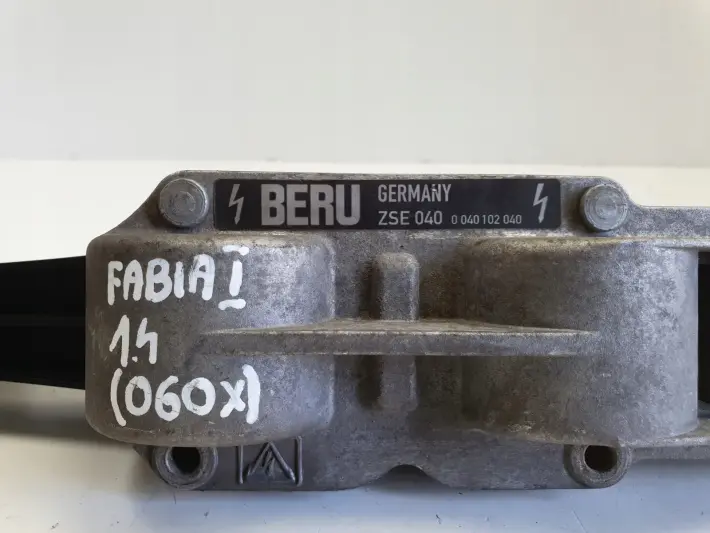 BERU GERMANY
ZSE 040 0 040 102 040
FABIA I
1.4
(060X)